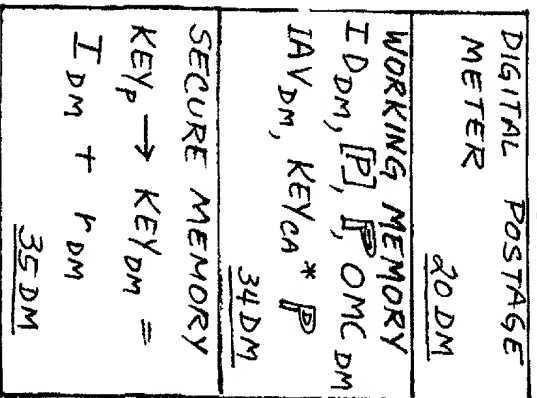 DIGITAL POSTAGE
METER
20DM
WORKING MEMORY
IDDM, [P], ℙ, OMCDM
IAVDM, KEYCA * ℙ
34DM
SECURE MEMORY
KEYP → KEYDM =
IDM + rDM
35DM